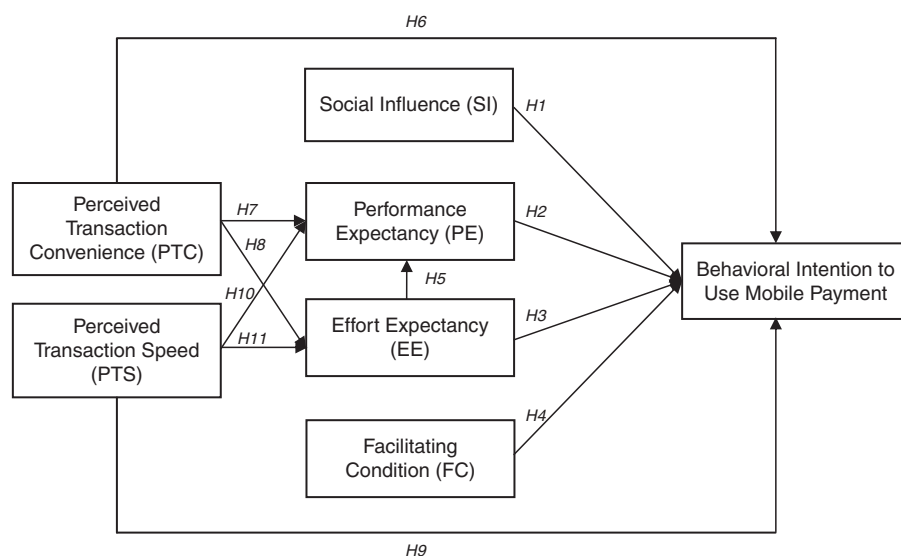 H6
Social Influence (SI)
H1
Perceived
Transaction
Convenience (PTC)
H7
H8
Performance
Expectancy (PE)
H2
Behavioral Intention to
Use Mobile Payment
H5
H10
Perceived
Transaction Speed
(PTS)
H11
Effort Expectancy
(EE)
H3
H4
Facilitating
Condition (FC)
H9